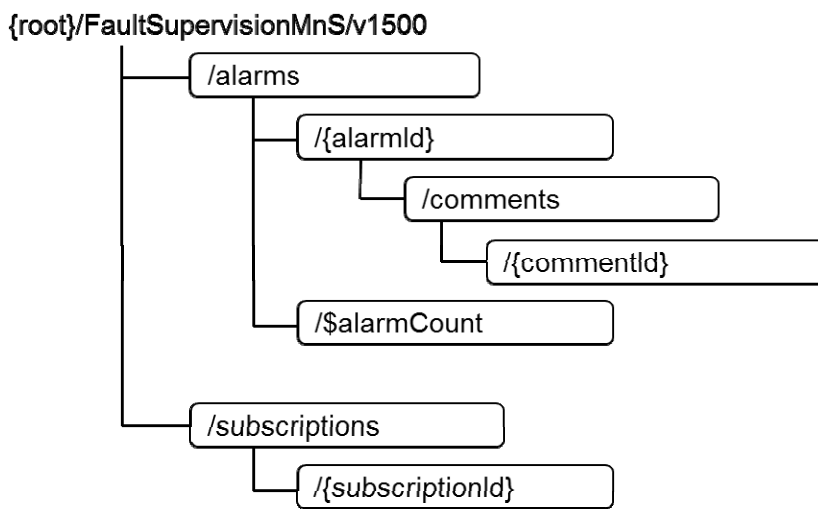 {root}/FaultSupervisionMnS/v1500
/alarms
/{alarmId}
/comments
/{commentId}
/$alarmCount
/subscriptions
/{subscriptionId}